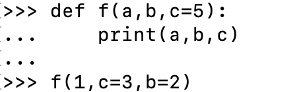 >>> def f(a,b,c=5):
...     print(a,b,c)
...
>>> f(1,c=3,b=2)